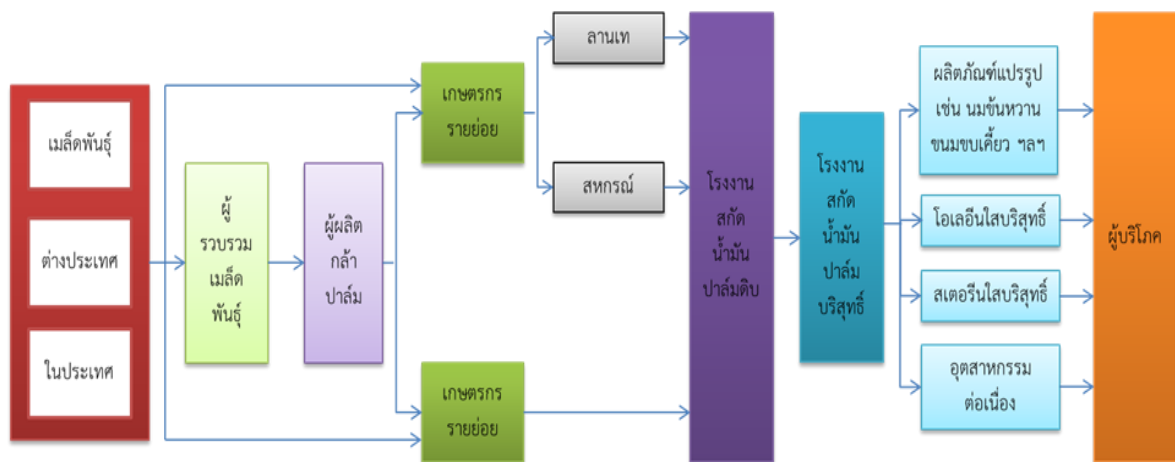 เมล็ดพันธุ์
ต่างประเทศ
ในประเทศ
ผู้
รวบรวม
เมล็ด
พันธุ์
ผู้ผลิต
กล้า
ปาล์ม
เกษตรกร
รายย่อย
เกษตรกร
รายย่อย
ลานเท
สหกรณ์
โรงงาน
สกัด
น้ำมัน
ปาล์มดิบ
โรงงาน
สกัด
น้ำมัน
ปาล์ม
บริสุทธิ์
ผลิตภัณฑ์แปรรูป
เช่น นมข้นหวาน
ขนมขบเคี้ยว ฯลฯ
โอเลอีนใสบริสุทธิ์
สเตอรีนใสบริสุทธิ์
อุตสาหกรรม
ต่อเนื่อง
ผู้บริโภค